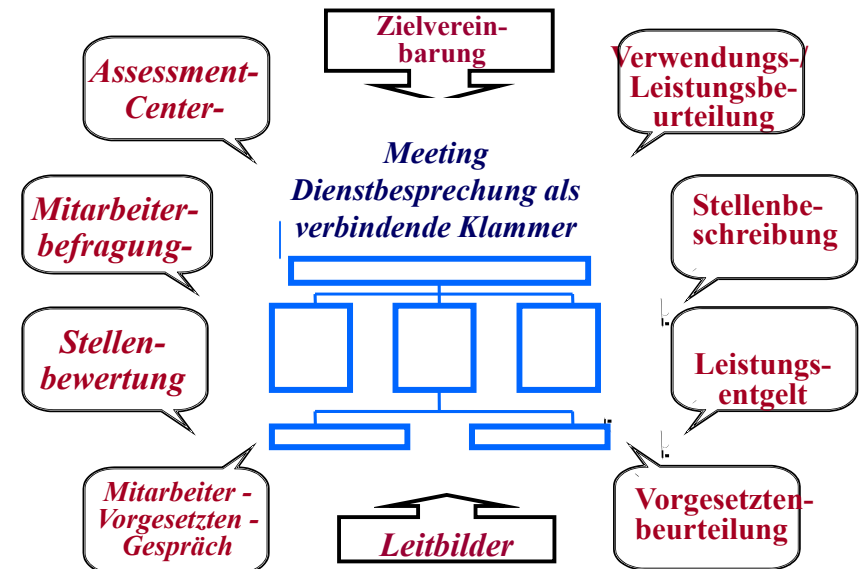 Zielverein-
barung
Assessment-
Center-
Verwendungs-/
Leistungsbe-
urteilung
Meeting
Dienstbesprechung als
verbindende Klammer
Mitarbeiter-
befragung-
Stellenbe-
schreibung
Stellen-
bewertung
Leistungs-
entgelt
Mitarbeiter -
Vorgesetzten -
Gespräch
Leitbilder
Vorgesetzten-
beurteilung